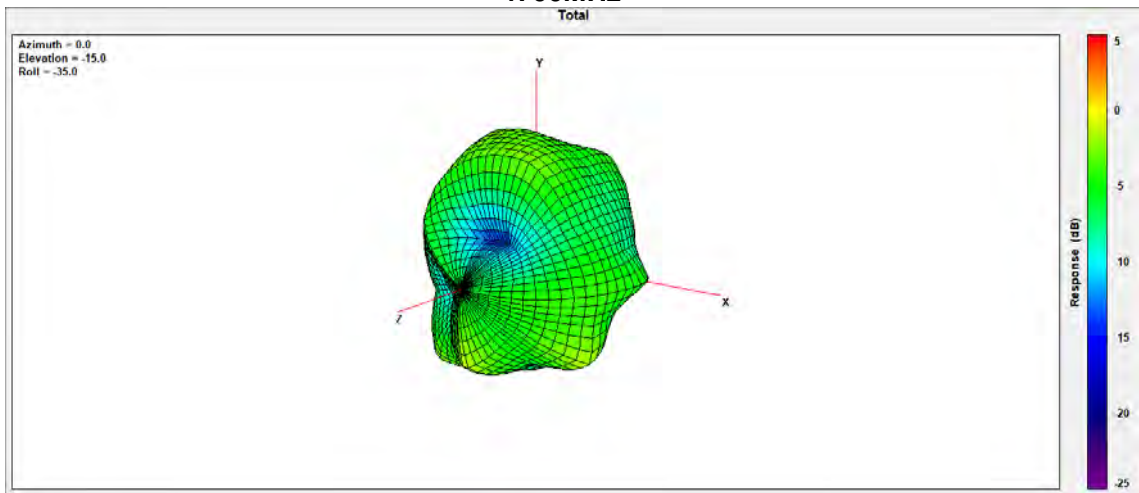 Total
Azimuth = 0.0
Elevation = -15.0
Roll = -35.0
Y
X
Z
5
0
5
10
15
-20
-25
Response (dB)